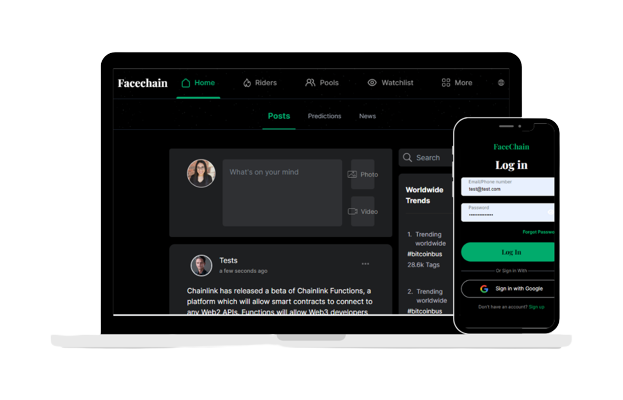 Facechain
Home
Riders
Pools
Watchlist
More
Posts
Predictions
News
What's on your mind
Photo
Video
Search
Worldwide
Trends
1. Trending
worldwide
#bitcoinbus
28.6k Tags
2. Trending
worldwide
#bitcoinbus
Tests
a few seconds ago
Chainlink has released a beta of Chainlink Functions, a
platform which will allow smart contracts to connect to
any Web2 APIs. Functions will allow Web3 developers
FaceChain
Log in
Email/Phone number
test@test.com
Password
Forgot Passwo
Log In
Or Sign in With
Sign in with Google
Don't have an account? Sign up